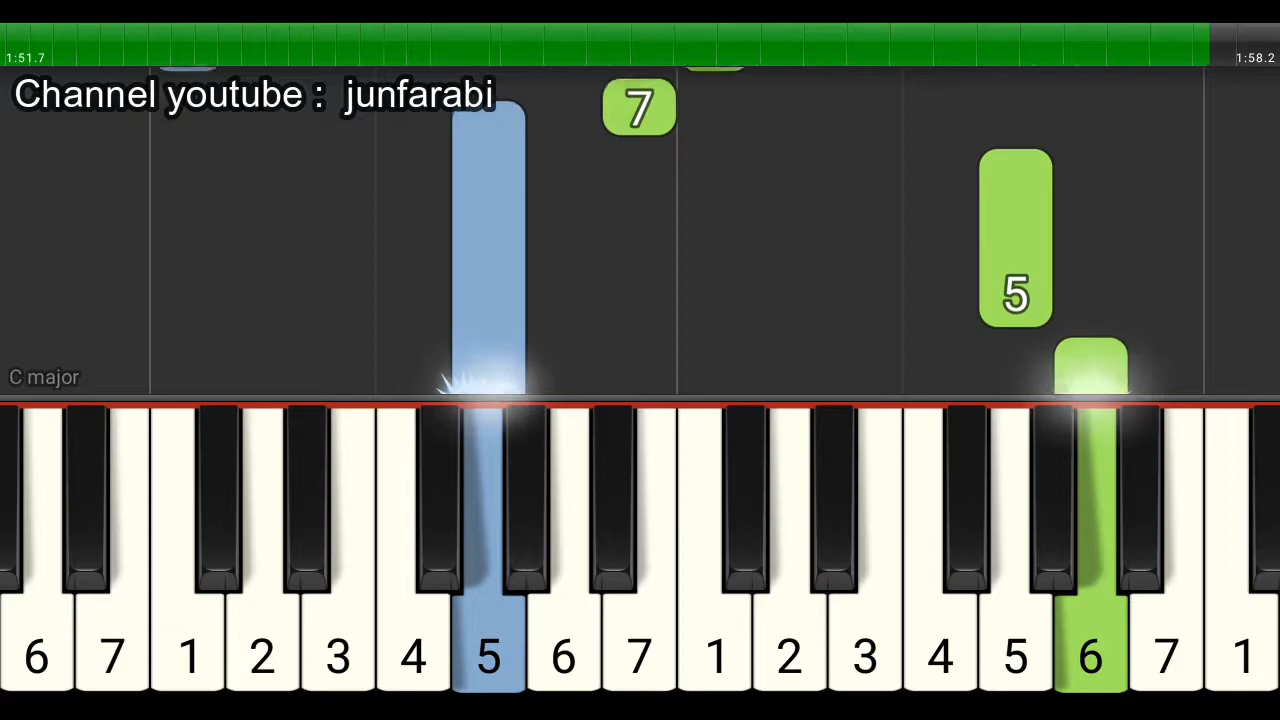 1:51.7
1:58.2
Channel youtube : junfarabi
7
5
C major
6 7 1 2 3 4 5 6 7 1 2 3 4 5 6 7 1